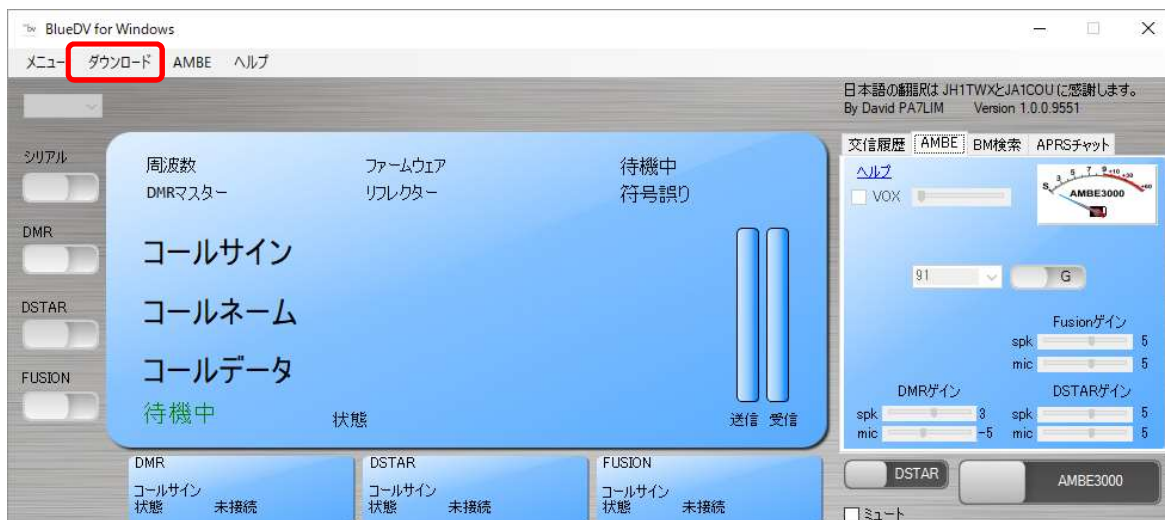 BlueDV for Windows
メニュー ダウンロード AMBE ヘルプ
日本語の翻訳は JH1TWXとJA1COUに感謝します。
By David PA7LIM Version 1.0.0.9551
シリアル
DMR
DSTAR
FUSION
周波数 ファームウェア 待機中
DMRマスター リフレクター 符号誤り
コールサイン
コールネーム
コールデータ
待機中 状態 送信 受信
交信履歴 AMBE BM検索 APRSチャット
ヘルプ
VOX
S 3 5 7 9 +10 +30 +60
AMBE3000
91 G
Fusionゲイン
spk 5
mic 5
DMRゲイン DSTARゲイン
spk 3 spk 5
mic -5 mic 5
DMR DSTAR FUSION
コールサイン コールサイン コールサイン
状態 未接続 状態 未接続 状態 未接続
DSTAR AMBE3000
ミュート